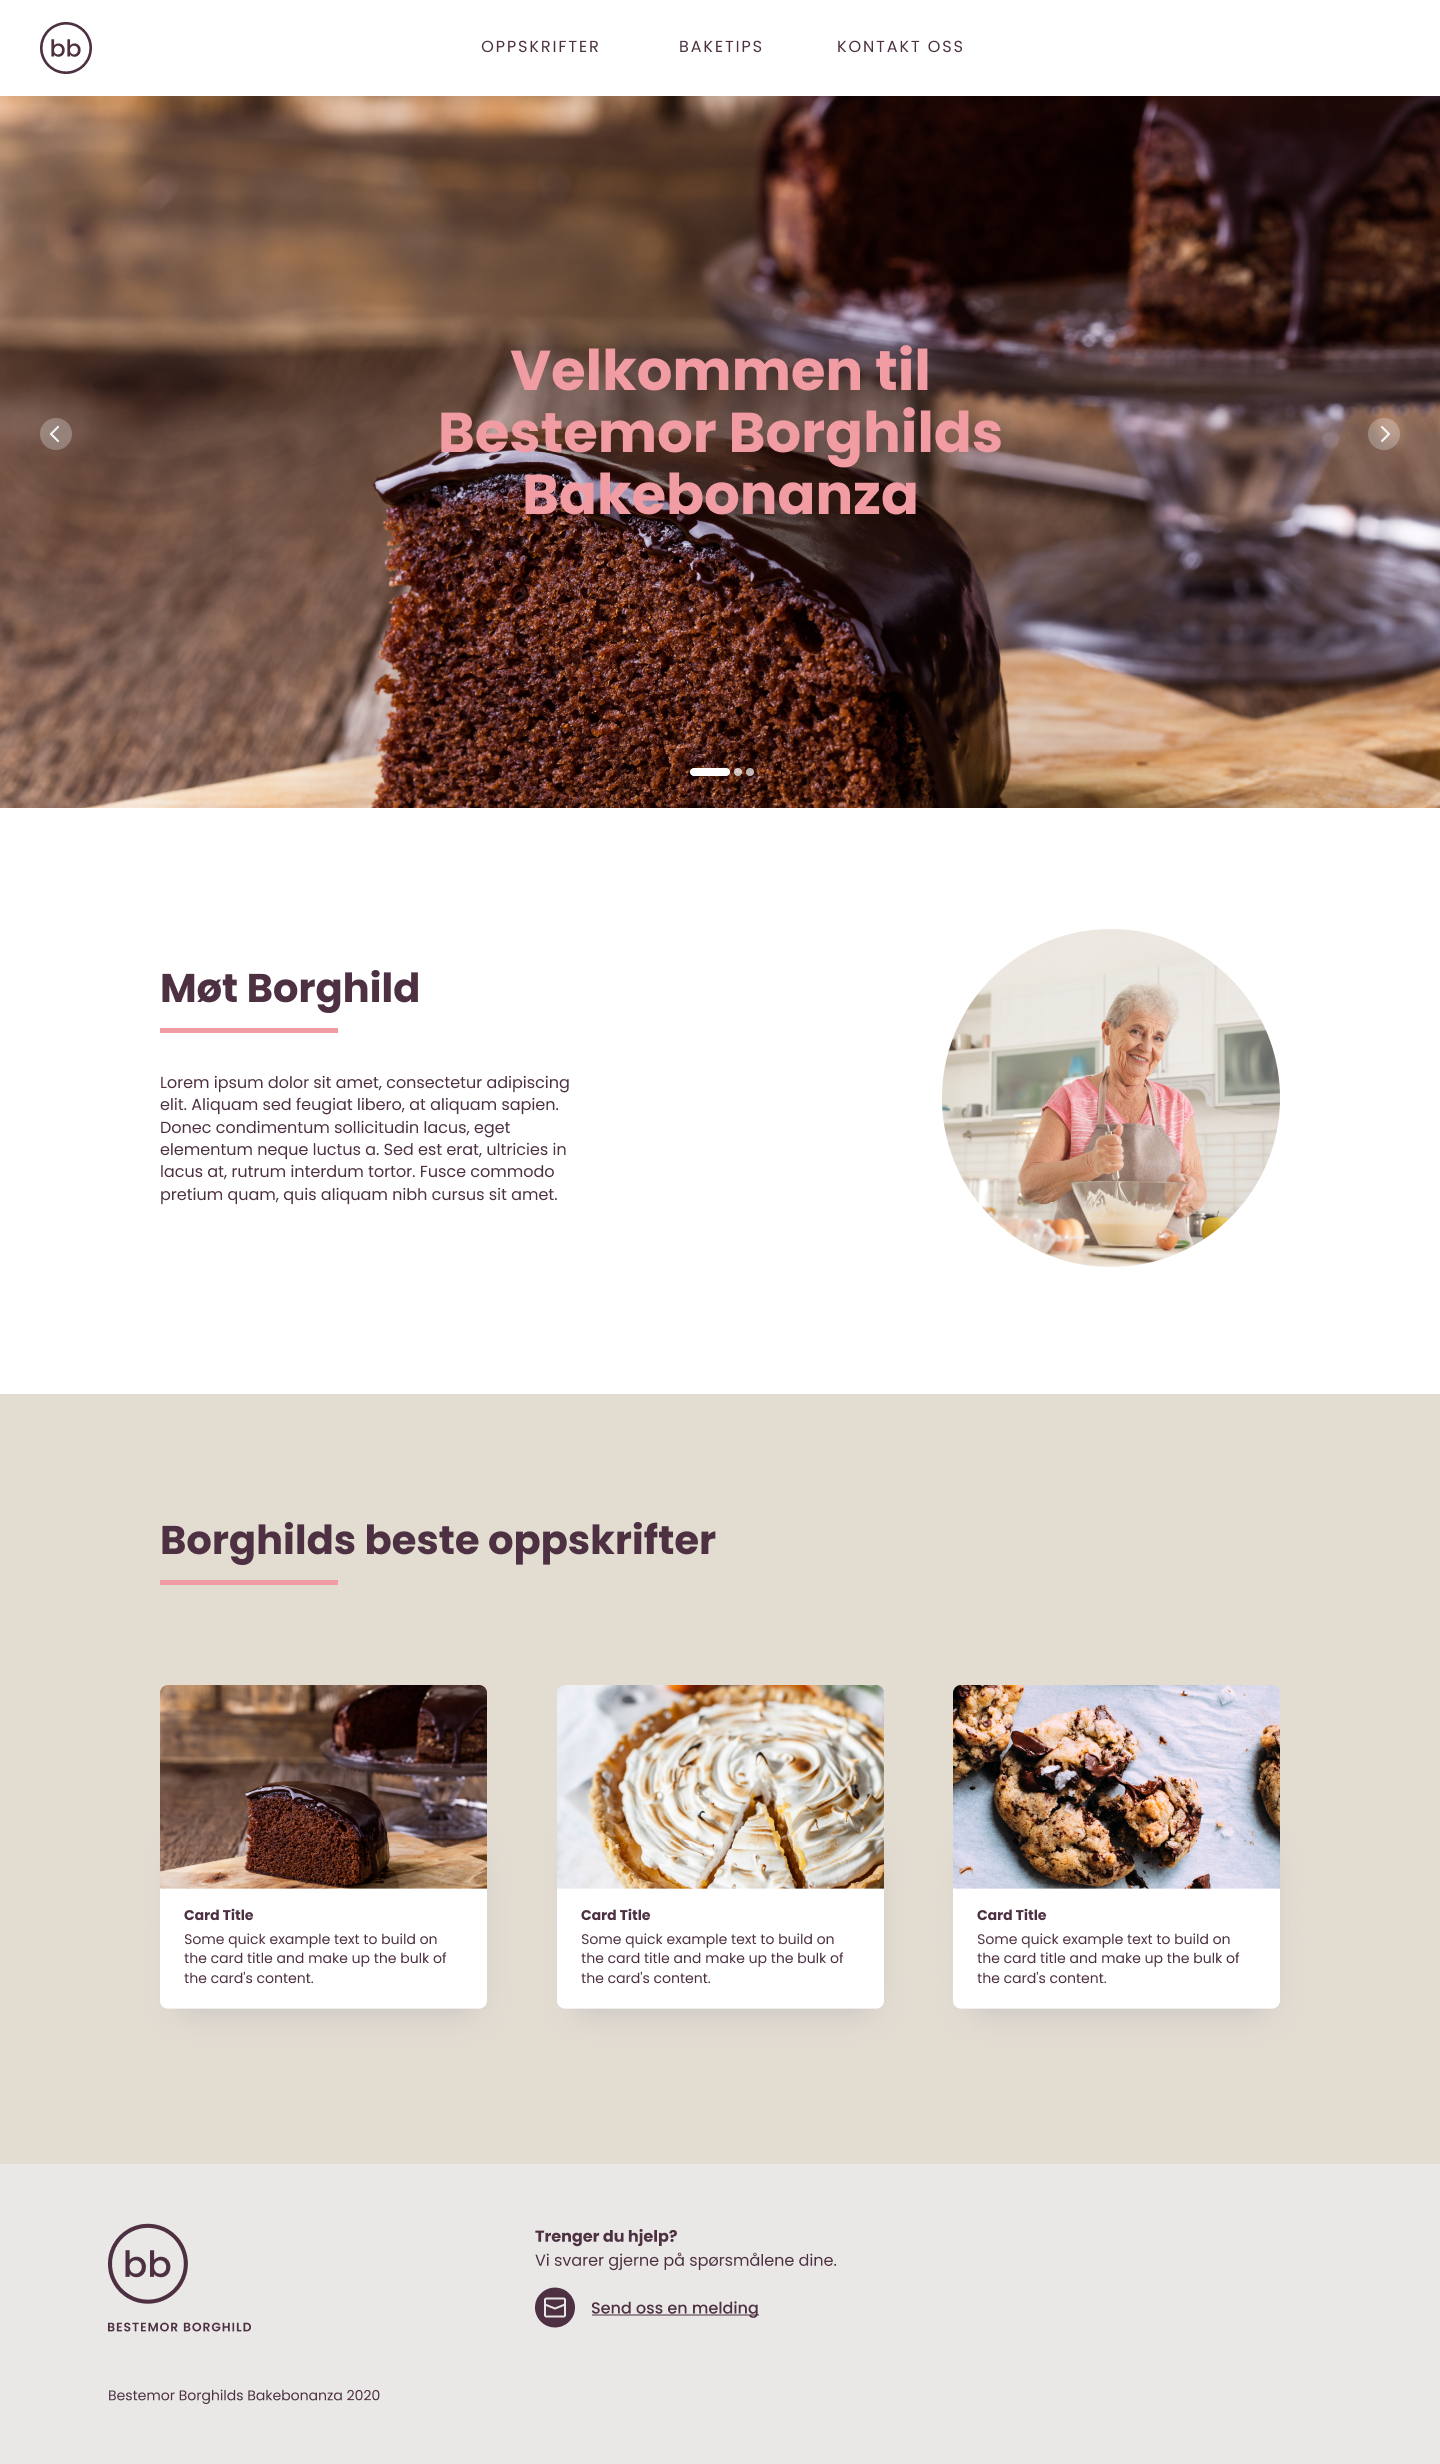 bb
OPPSKRIFTER
BAKETIPS
KONTAKT OSS
Velkommen til
Bestemor Borghilds
Bakebonanza
Møt Borghild
Lorem ipsum dolor sit amet, consectetur adipiscing
elit. Aliquam sed feugiat libero, at aliquam sapien.
Donec condimentum sollicitudin lacus, eget
elementum neque luctus a. Sed est erat, ultricies in
lacus at, rutrum interdum tortor. Fusce commodo
pretium quam, quis aliquam nibh cursus sit amet.
Borghilds beste oppskrifter
Card Title
Some quick example text to build on
the card title and make up the bulk of
the card's content.
Card Title
Some quick example text to build on
the card title and make up the bulk of
the card's content.
Card Title
Some quick example text to build on
the card title and make up the bulk of
the card's content.
bb
BESTEMOR BORGHILD
Trenger du hjelp?
Vi svarer gjerne på spørsmålene dine.
Send oss en melding
Bestemor Borghilds Bakebonanza 2020